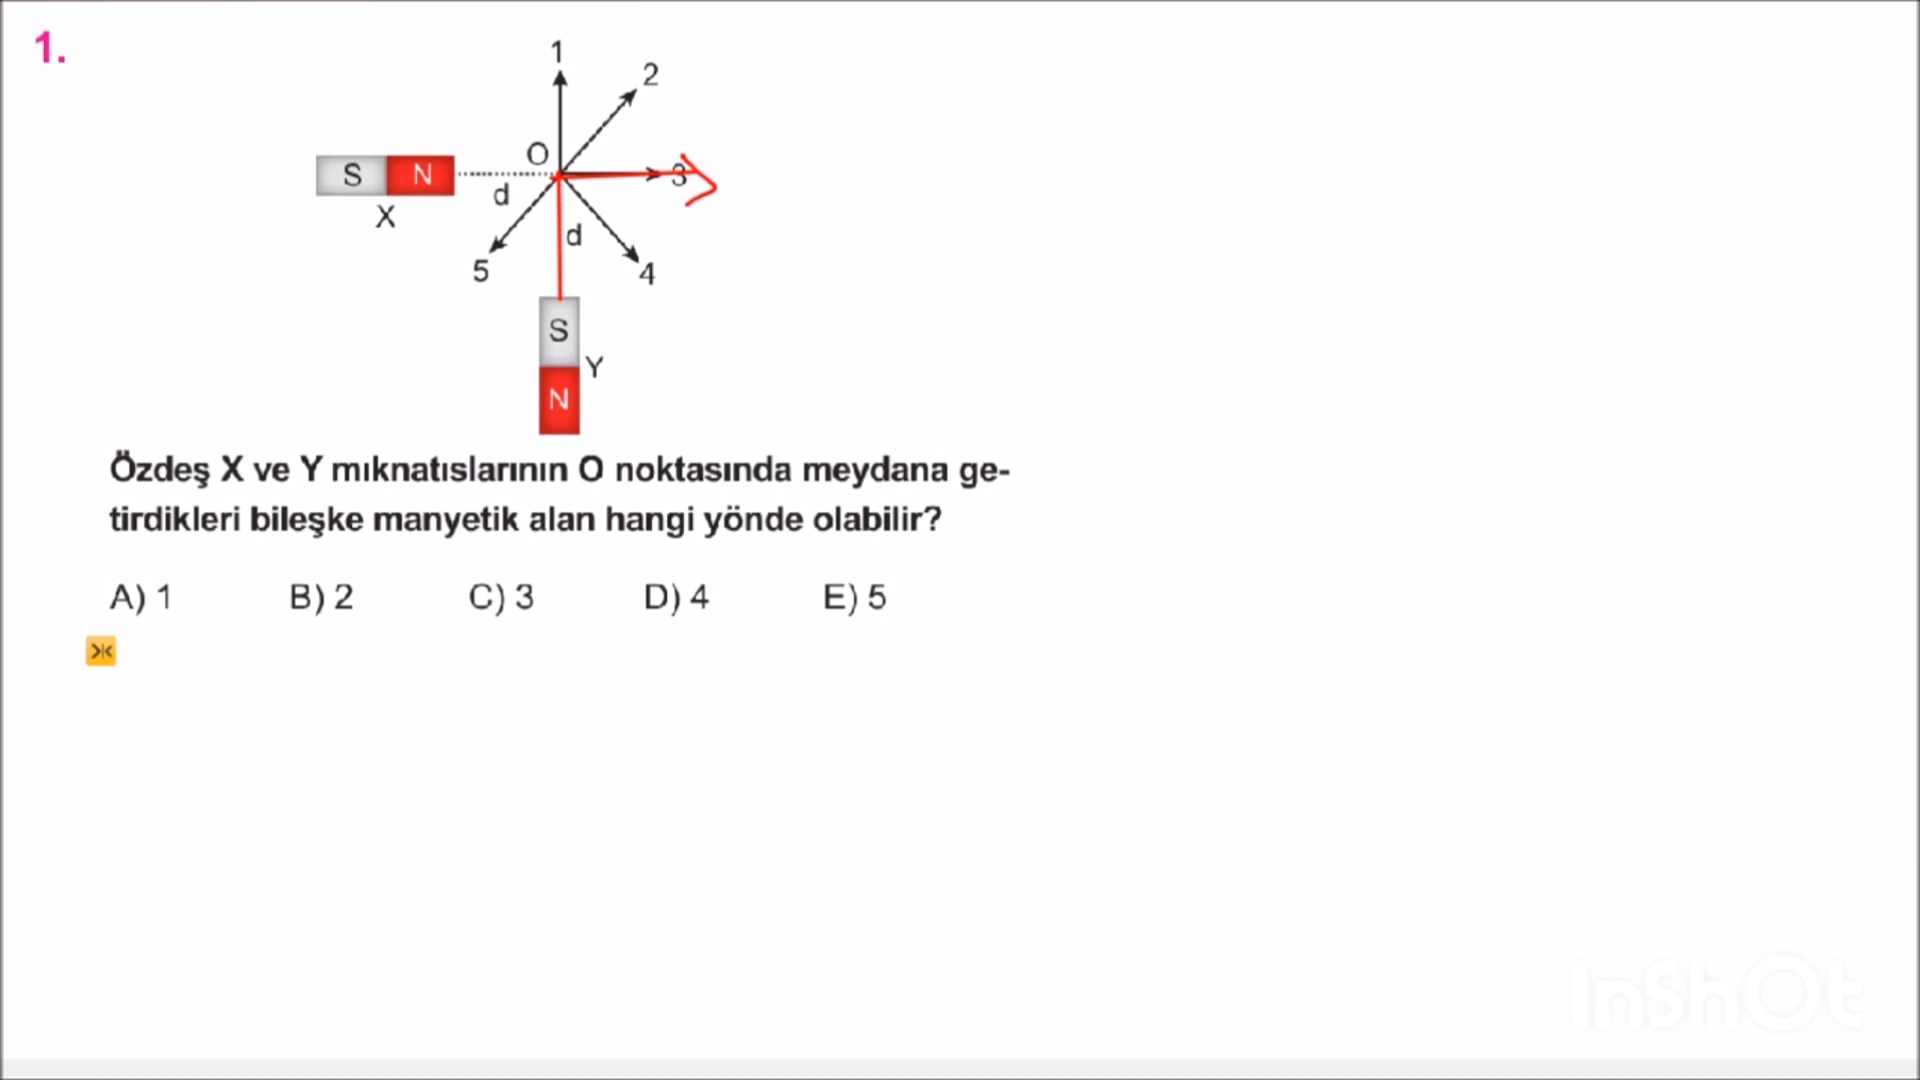 1.
1
2
O
S N
3
d
X
d
5
4
S
Y
N
Özdeş X ve Y mıknatıslarının O noktasında meydana ge-
tirdikleri bileşke manyetik alan hangi yönde olabilir?
A) 1 B) 2 C) 3 D) 4 E) 5
InShOt